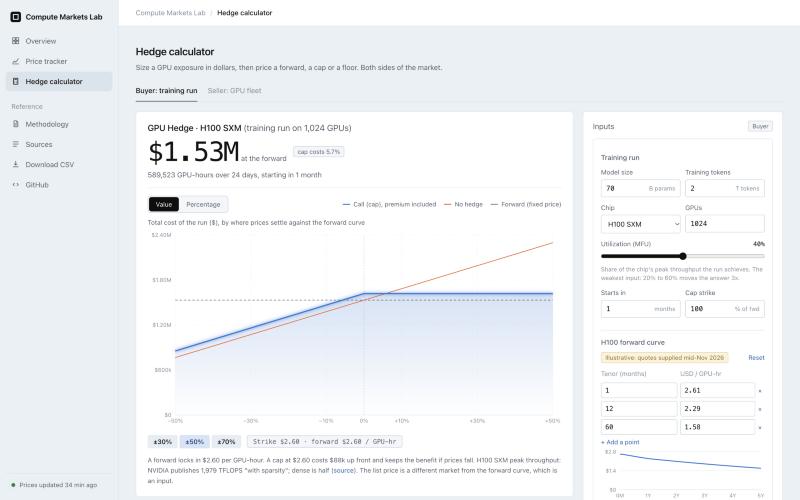 Compute Markets Lab
Overview
Price tracker
Hedge calculator
Reference
Methodology
Sources
Download CSV
GitHub
Prices updated 34 min ago
Compute Markets Lab / Hedge calculator
Hedge calculator
Size a GPU exposure in dollars, then price a forward, a cap or a floor. Both sides of the market.
Buyer: training run Seller: GPU fleet
GPU Hedge · H100 SXM (training run on 1,024 GPUs)
$1.53M at the forward cap costs 5.7%
589,523 GPU-hours over 24 days, starting in 1 month
Value Percentage
Call (cap), premium included No hedge Forward (fixed price)
Total cost of the run ($), by where prices settle against the forward curve
$2.40M
$1.80M
$1.20M
$600k
$0
−50% −30% −10% 0% +10% +30% +50%
±30% ±50% ±70% Strike $2.60 · forward $2.60 / GPU-hr
A forward locks in $2.60 per GPU-hour. A cap at $2.60 costs $88k up front and keeps the benefit if prices fall. H100 SXM peak throughput:
NVIDIA publishes 1,979 TFLOPS "with sparsity"; dense is half (source). The list price is a different market from the forward curve, which is
an input.
Inputs Buyer
Training run
Model size Training tokens
70 B params 2 T tokens
Chip GPUs
H100 SXM 1024
Utilization (MFU) 40%
Share of the chip's peak throughput the run achieves. The
weakest input: 20% to 60% moves the answer 3x.
Starts in Cap strike
1 months 100 % of fwd
H100 forward curve
Illustrative: quotes supplied mid-Nov 2026 Reset
Tenor (months) USD / GPU-hr
1 2.61 ×
12 2.29 ×
60 1.58 ×
+ Add a point
$2.8
$1.4
$0
0M 1Y 2Y 3Y 4Y 5Y